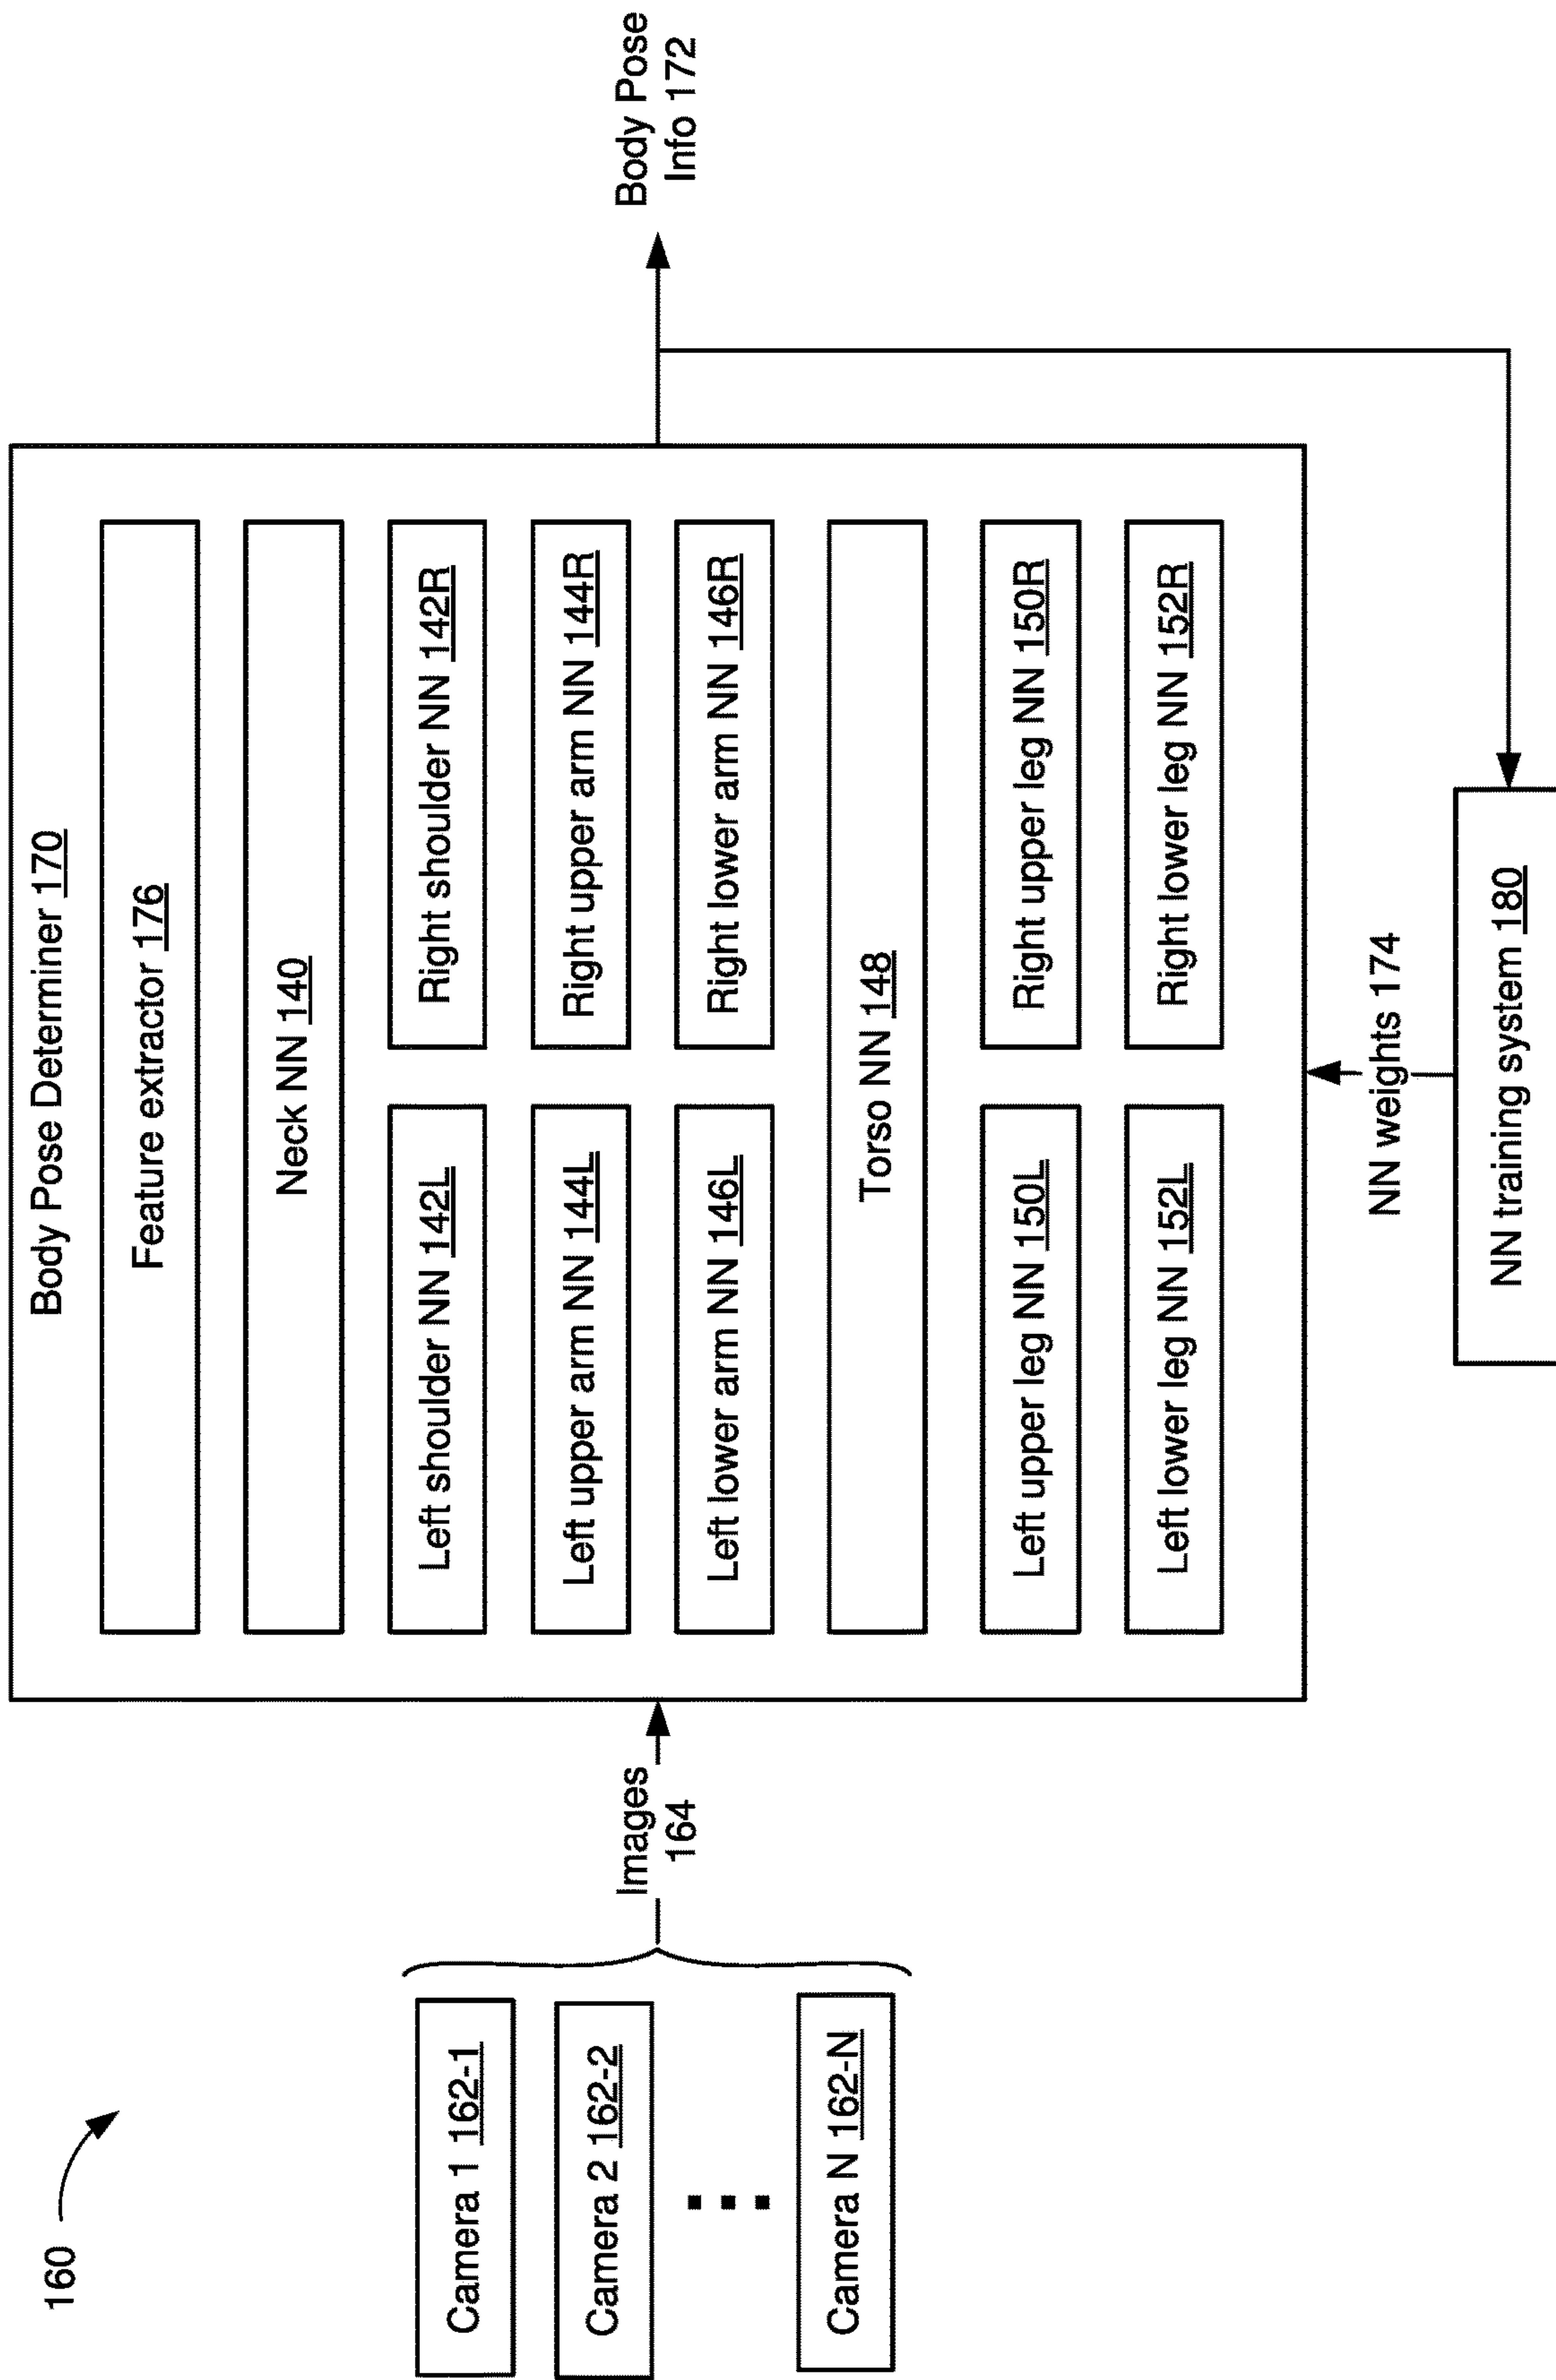 160
Camera 1 162-1
Camera 2 162-2
Camera N 162-N
Images
164
Body Pose Determiner 170
Feature extractor 176
Neck NN 140
Left shoulder NN 142L
Right shoulder NN 142R
Left upper arm NN 144L
Right upper arm NN 144R
Left lower arm NN 146L
Right lower arm NN 146R
Torso NN 148
Left upper leg NN 150L
Right upper leg NN 150R
Left lower leg NN 152L
Right lower leg NN 152R
NN weights 174
NN training system 180
Body Pose
Info 172